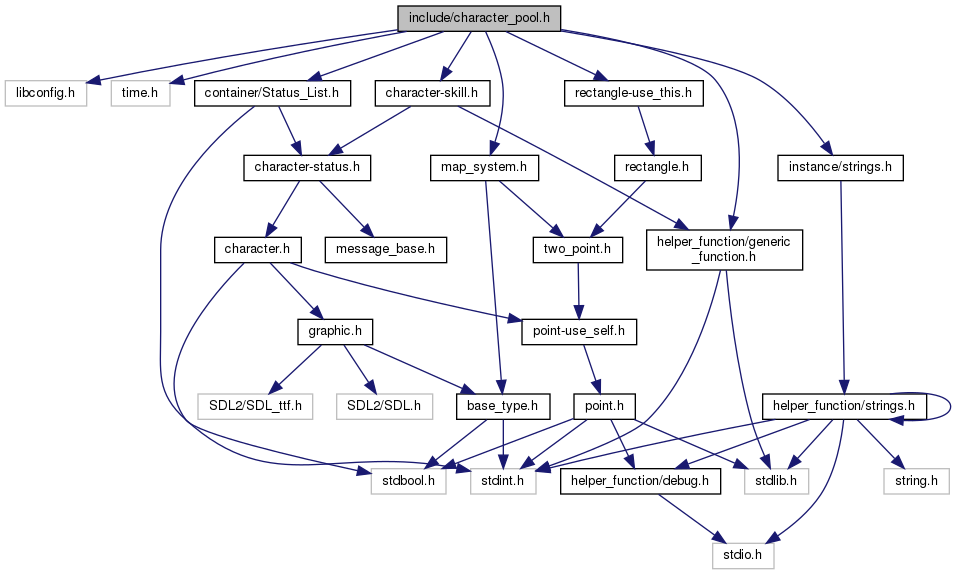 include/character_pool.h
libconfig.h
time.h
container/Status_List.h
character-skill.h
rectangle-use_this.h
character-status.h
map_system.h
rectangle.h
instance/strings.h
character.h
message_base.h
two_point.h
helper_function/generic
_function.h
graphic.h
point-use_self.h
SDL2/SDL_ttf.h
SDL2/SDL.h
base_type.h
point.h
helper_function/strings.h
stdbool.h
stdint.h
helper_function/debug.h
stdlib.h
string.h
stdio.h